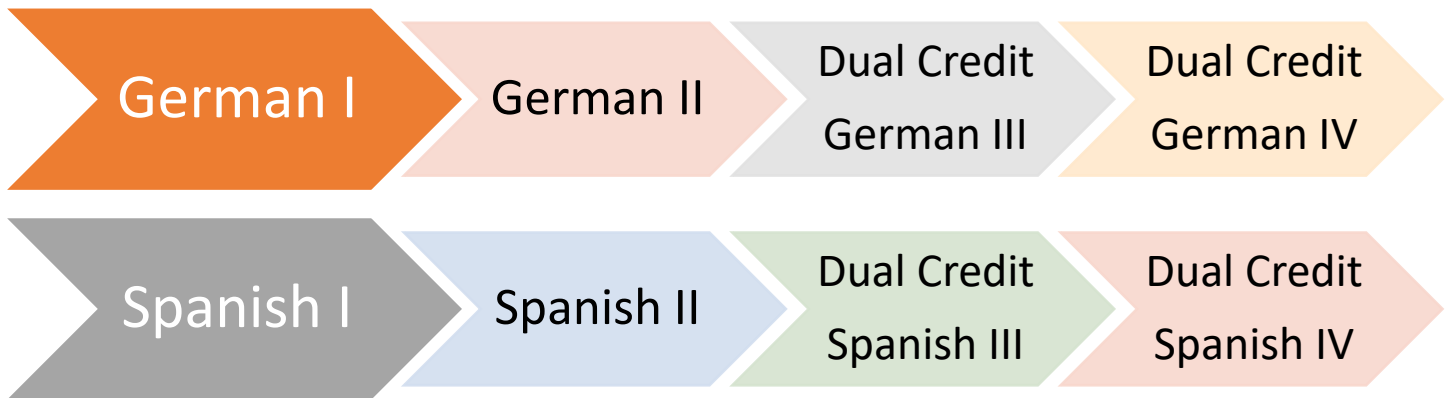 German I
German II
Dual Credit
German III
Dual Credit
German IV
Spanish I
Spanish II
Dual Credit
Spanish III
Dual Credit
Spanish IV